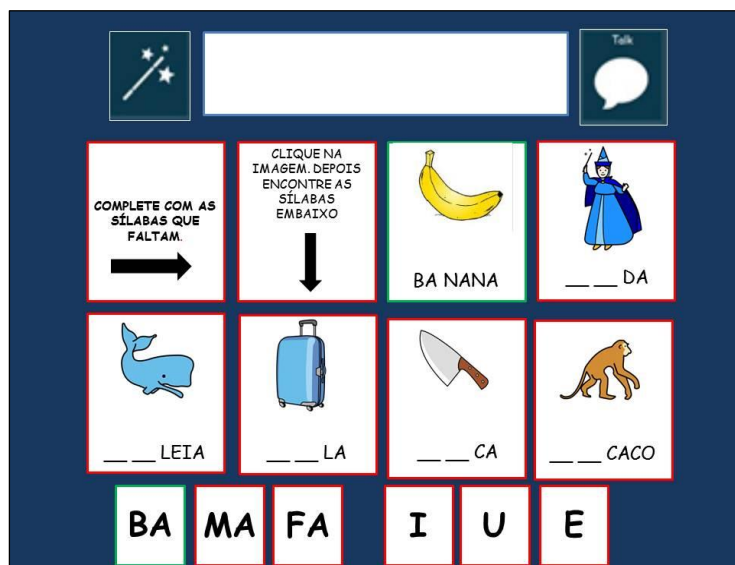 Talk
COMPLETE COM AS
SÍLABAS QUE
FALTAM.
CLIQUE NA
IMAGEM. DEPOIS
ENCONTRE AS
SÍLABAS
EMBAIXO
BA NANA
__ __ DA
__ __ LEIA
__ __ LA
__ __ CA
__ __ CACO
BA MA FA I U E